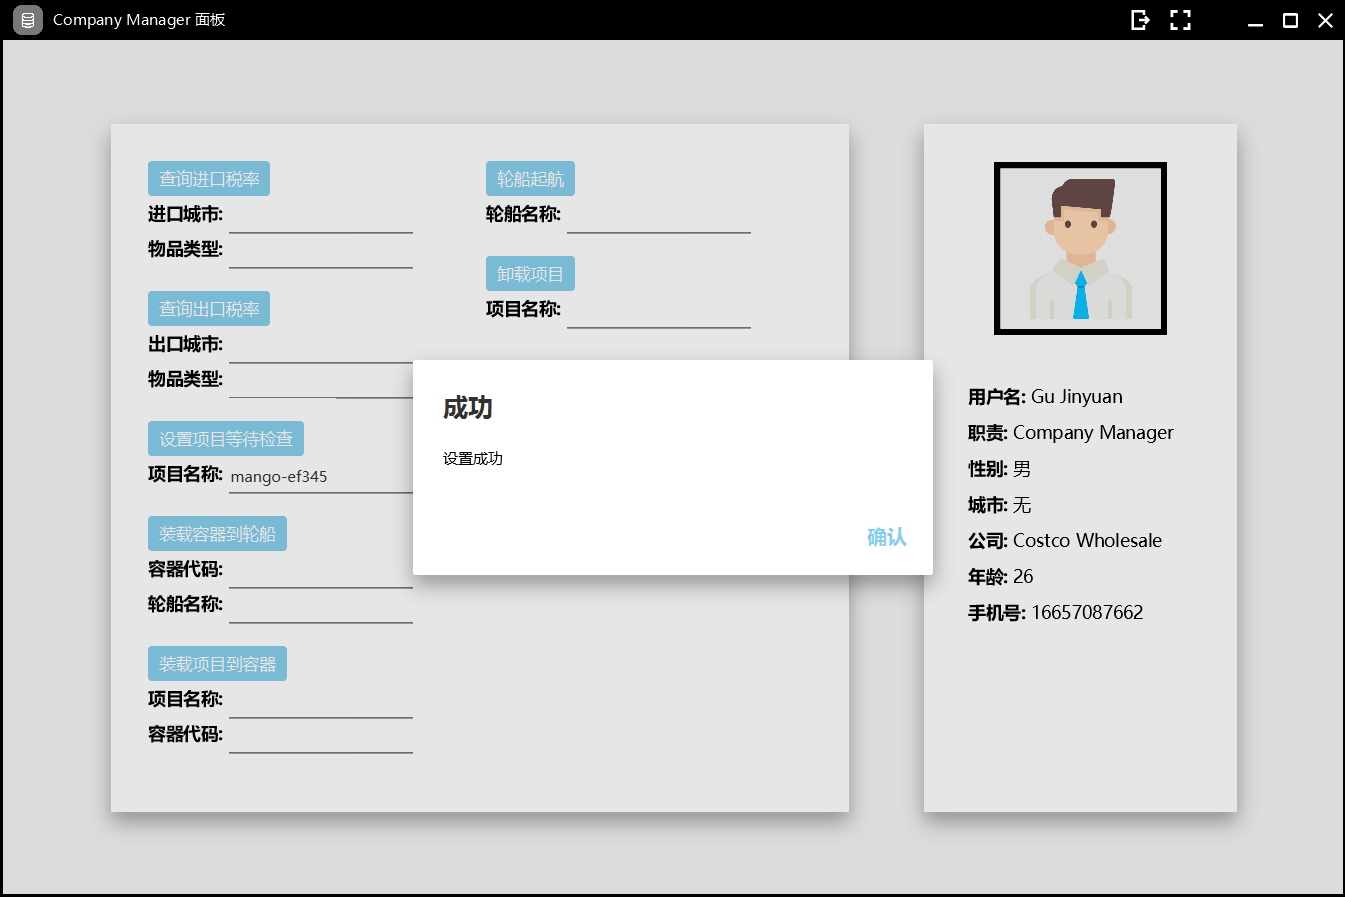 Company Manager 面板
查询进口税率
进口城市:
物品类型:
查询出口税率
出口城市:
物品类型:
设置项目等待检查
项目名称: mango-ef345
装载容器到轮船
容器代码:
轮船名称:
装载项目到容器
项目名称:
容器代码:
轮船起航
轮船名称:
卸载项目
项目名称:
成功
设置成功
确认
用户名: Gu Jinyuan
职责: Company Manager
性别: 男
城市: 无
公司: Costco Wholesale
年龄: 26
手机号: 16657087662